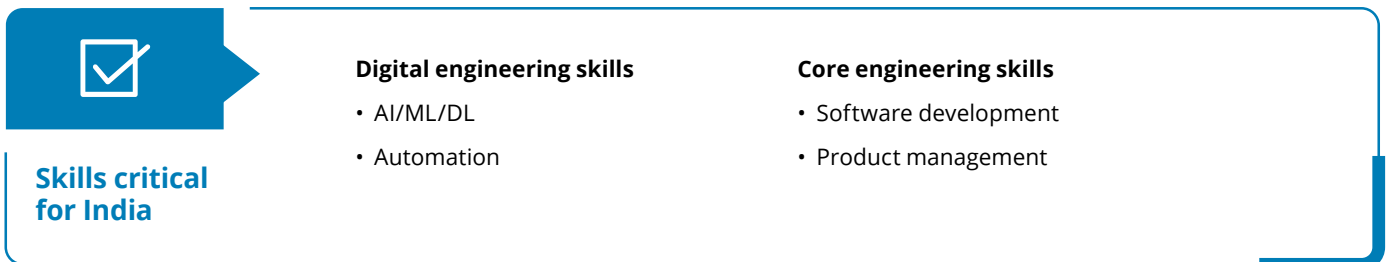 Skills critical
for India
Digital engineering skills
• AI/ML/DL
• Automation
Core engineering skills
• Software development
• Product management